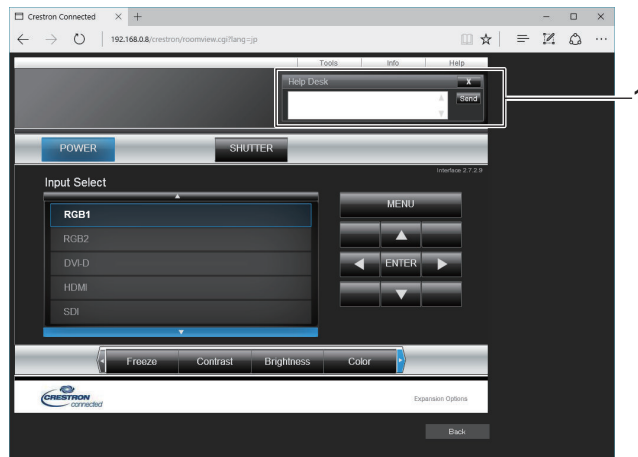 Crestron Connected
192.168.0.8/crestron/roomview.cgi?lang=jp
Tools Info Help
Help Desk X
Send
1
POWER SHUTTER
Interface 2.7.2.9
Input Select
RGB1
RGB2
DVI-D
HDMI
SDI
MENU
ENTER
Freeze Contrast Brightness Color
CRESTRON
connected
Expansion Options
Back